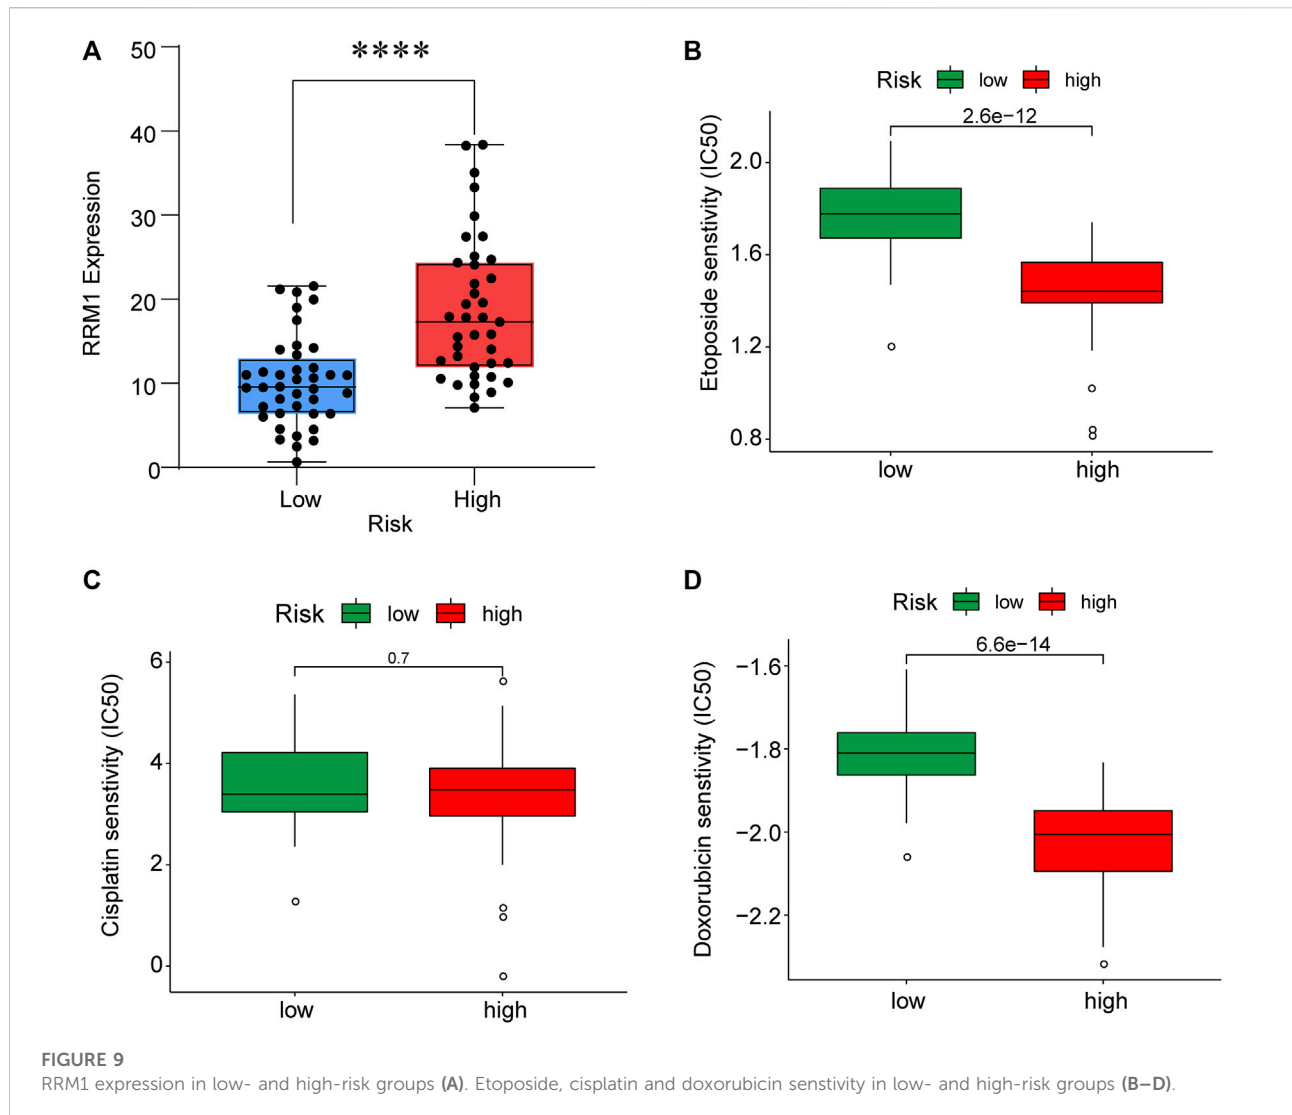 A
****
50
40
30
20
10
0
RRM1 Expression
Low
High
Risk
B
Risk low high
2.6e−12
2.0
1.6
1.2
0.8
Etoposide senstivity (IC50)
low
high
C
Risk low high
0.7
6
4
2
0
Cisplatin senstivity (IC50)
low
high
D
Risk low high
6.6e−14
−1.6
−1.8
−2.0
−2.2
Doxorubicin senstivity (IC50)
low
high
FIGURE 9
RRM1 expression in low- and high-risk groups (A). Etoposide, cisplatin and doxorubicin senstivity in low- and high-risk groups (B–D).